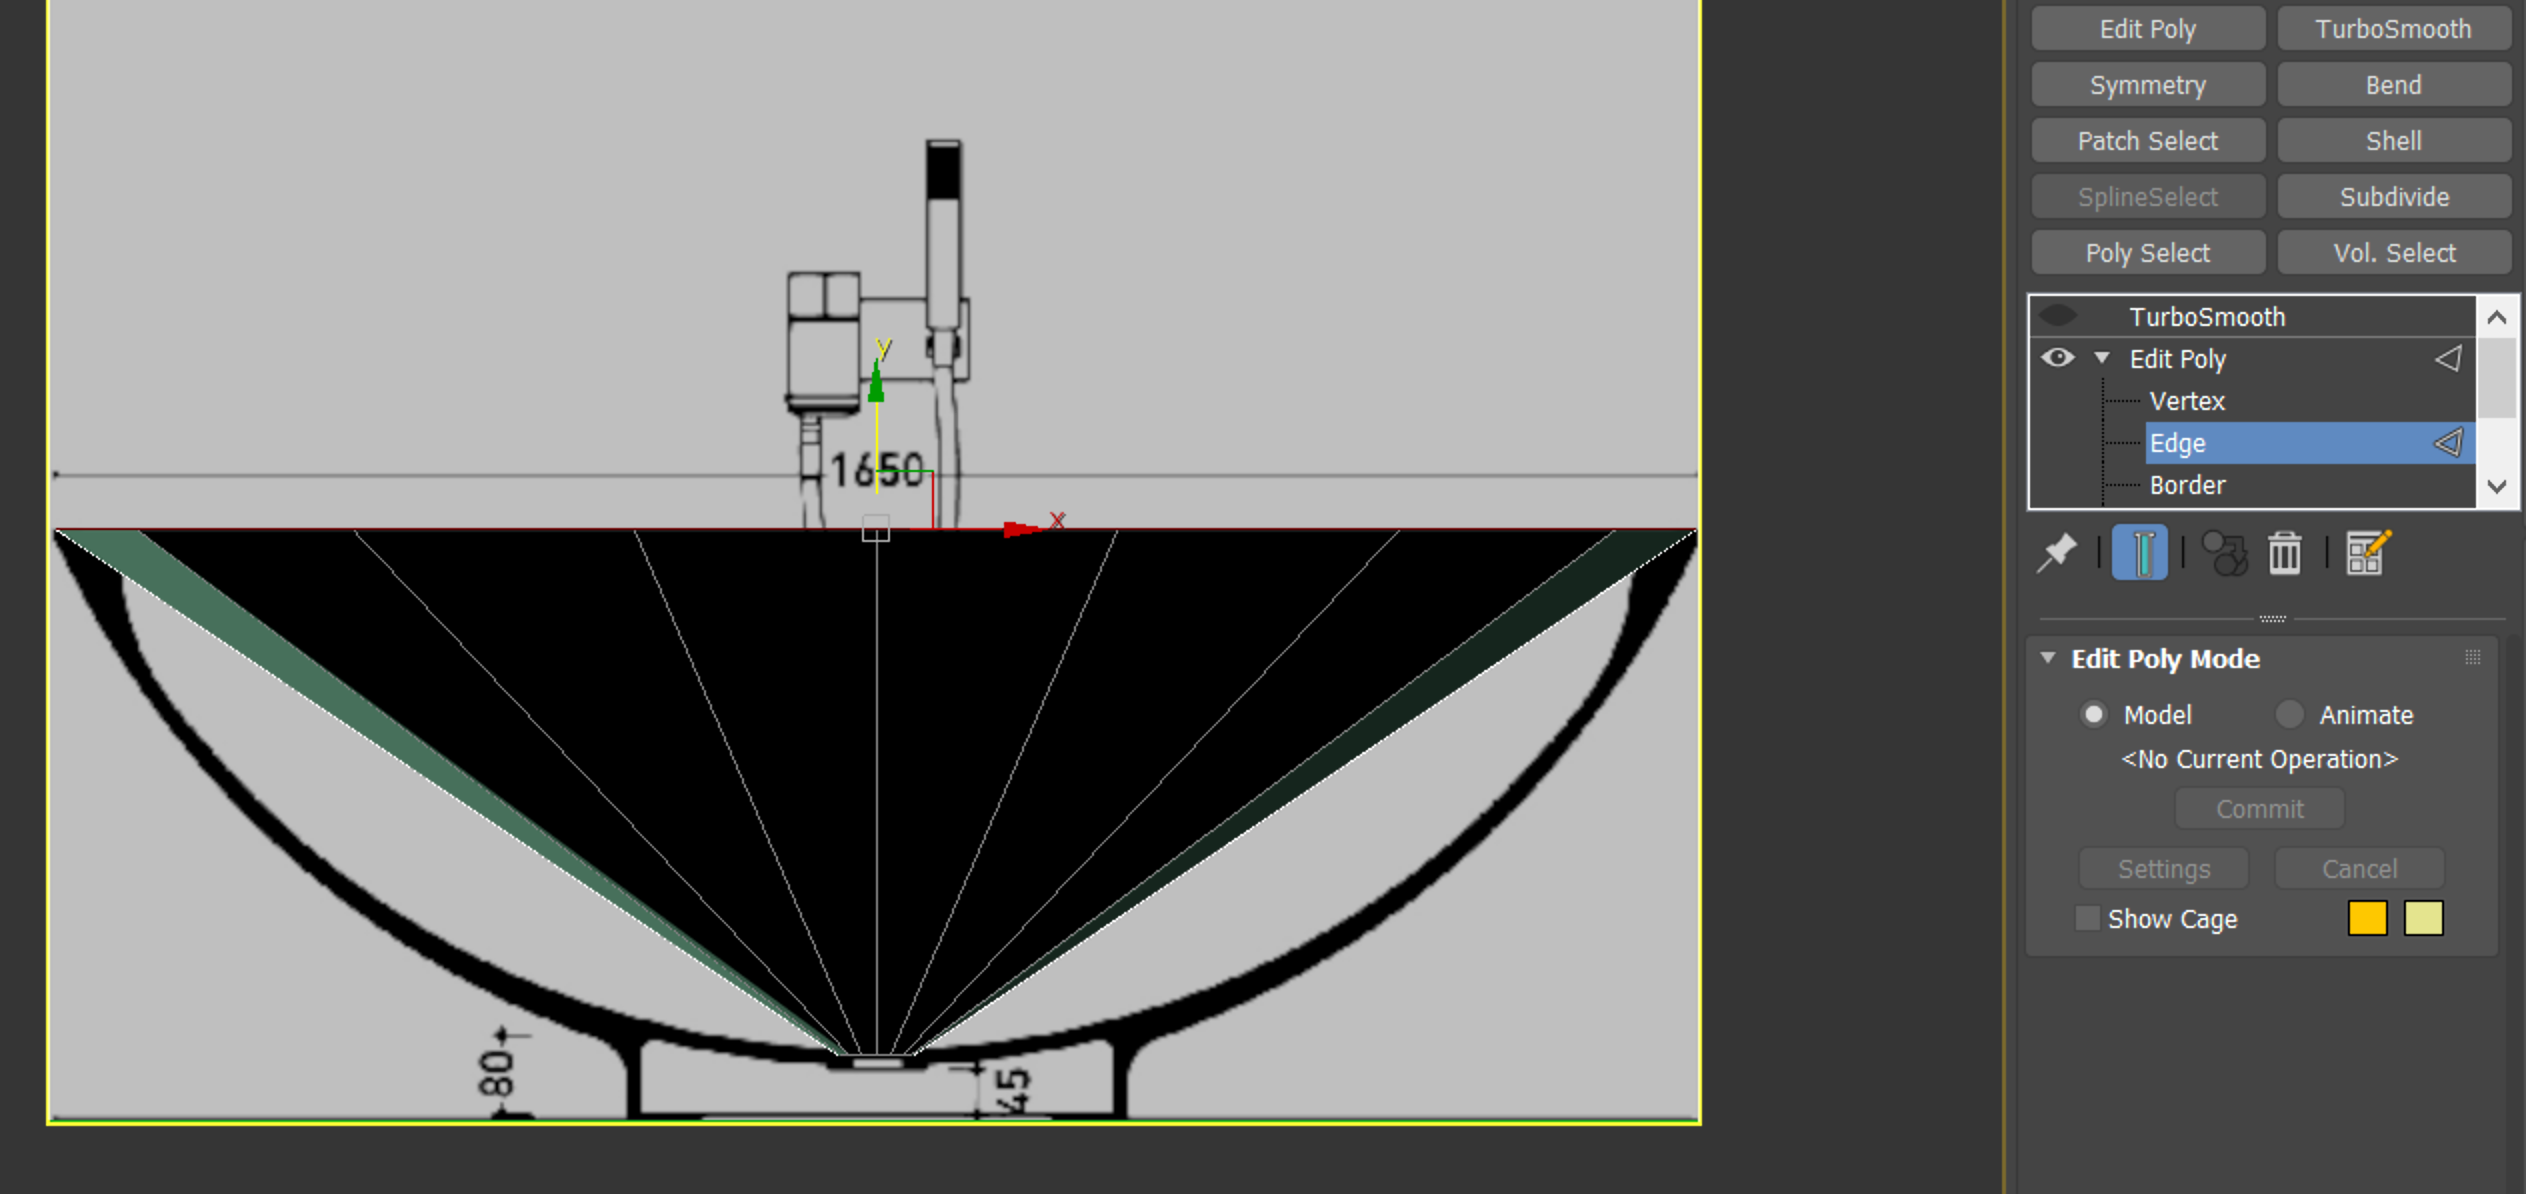 Edit Poly
TurboSmooth
Symmetry
Bend
Patch Select
Shell
SplineSelect
Subdivide
Poly Select
Vol. Select
TurboSmooth
Edit Poly
Vertex
Edge
Border
Edit Poly Mode
Model
Animate
<No Current Operation>
Commit
Settings
Cancel
Show Cage
y
1650
x
80
45